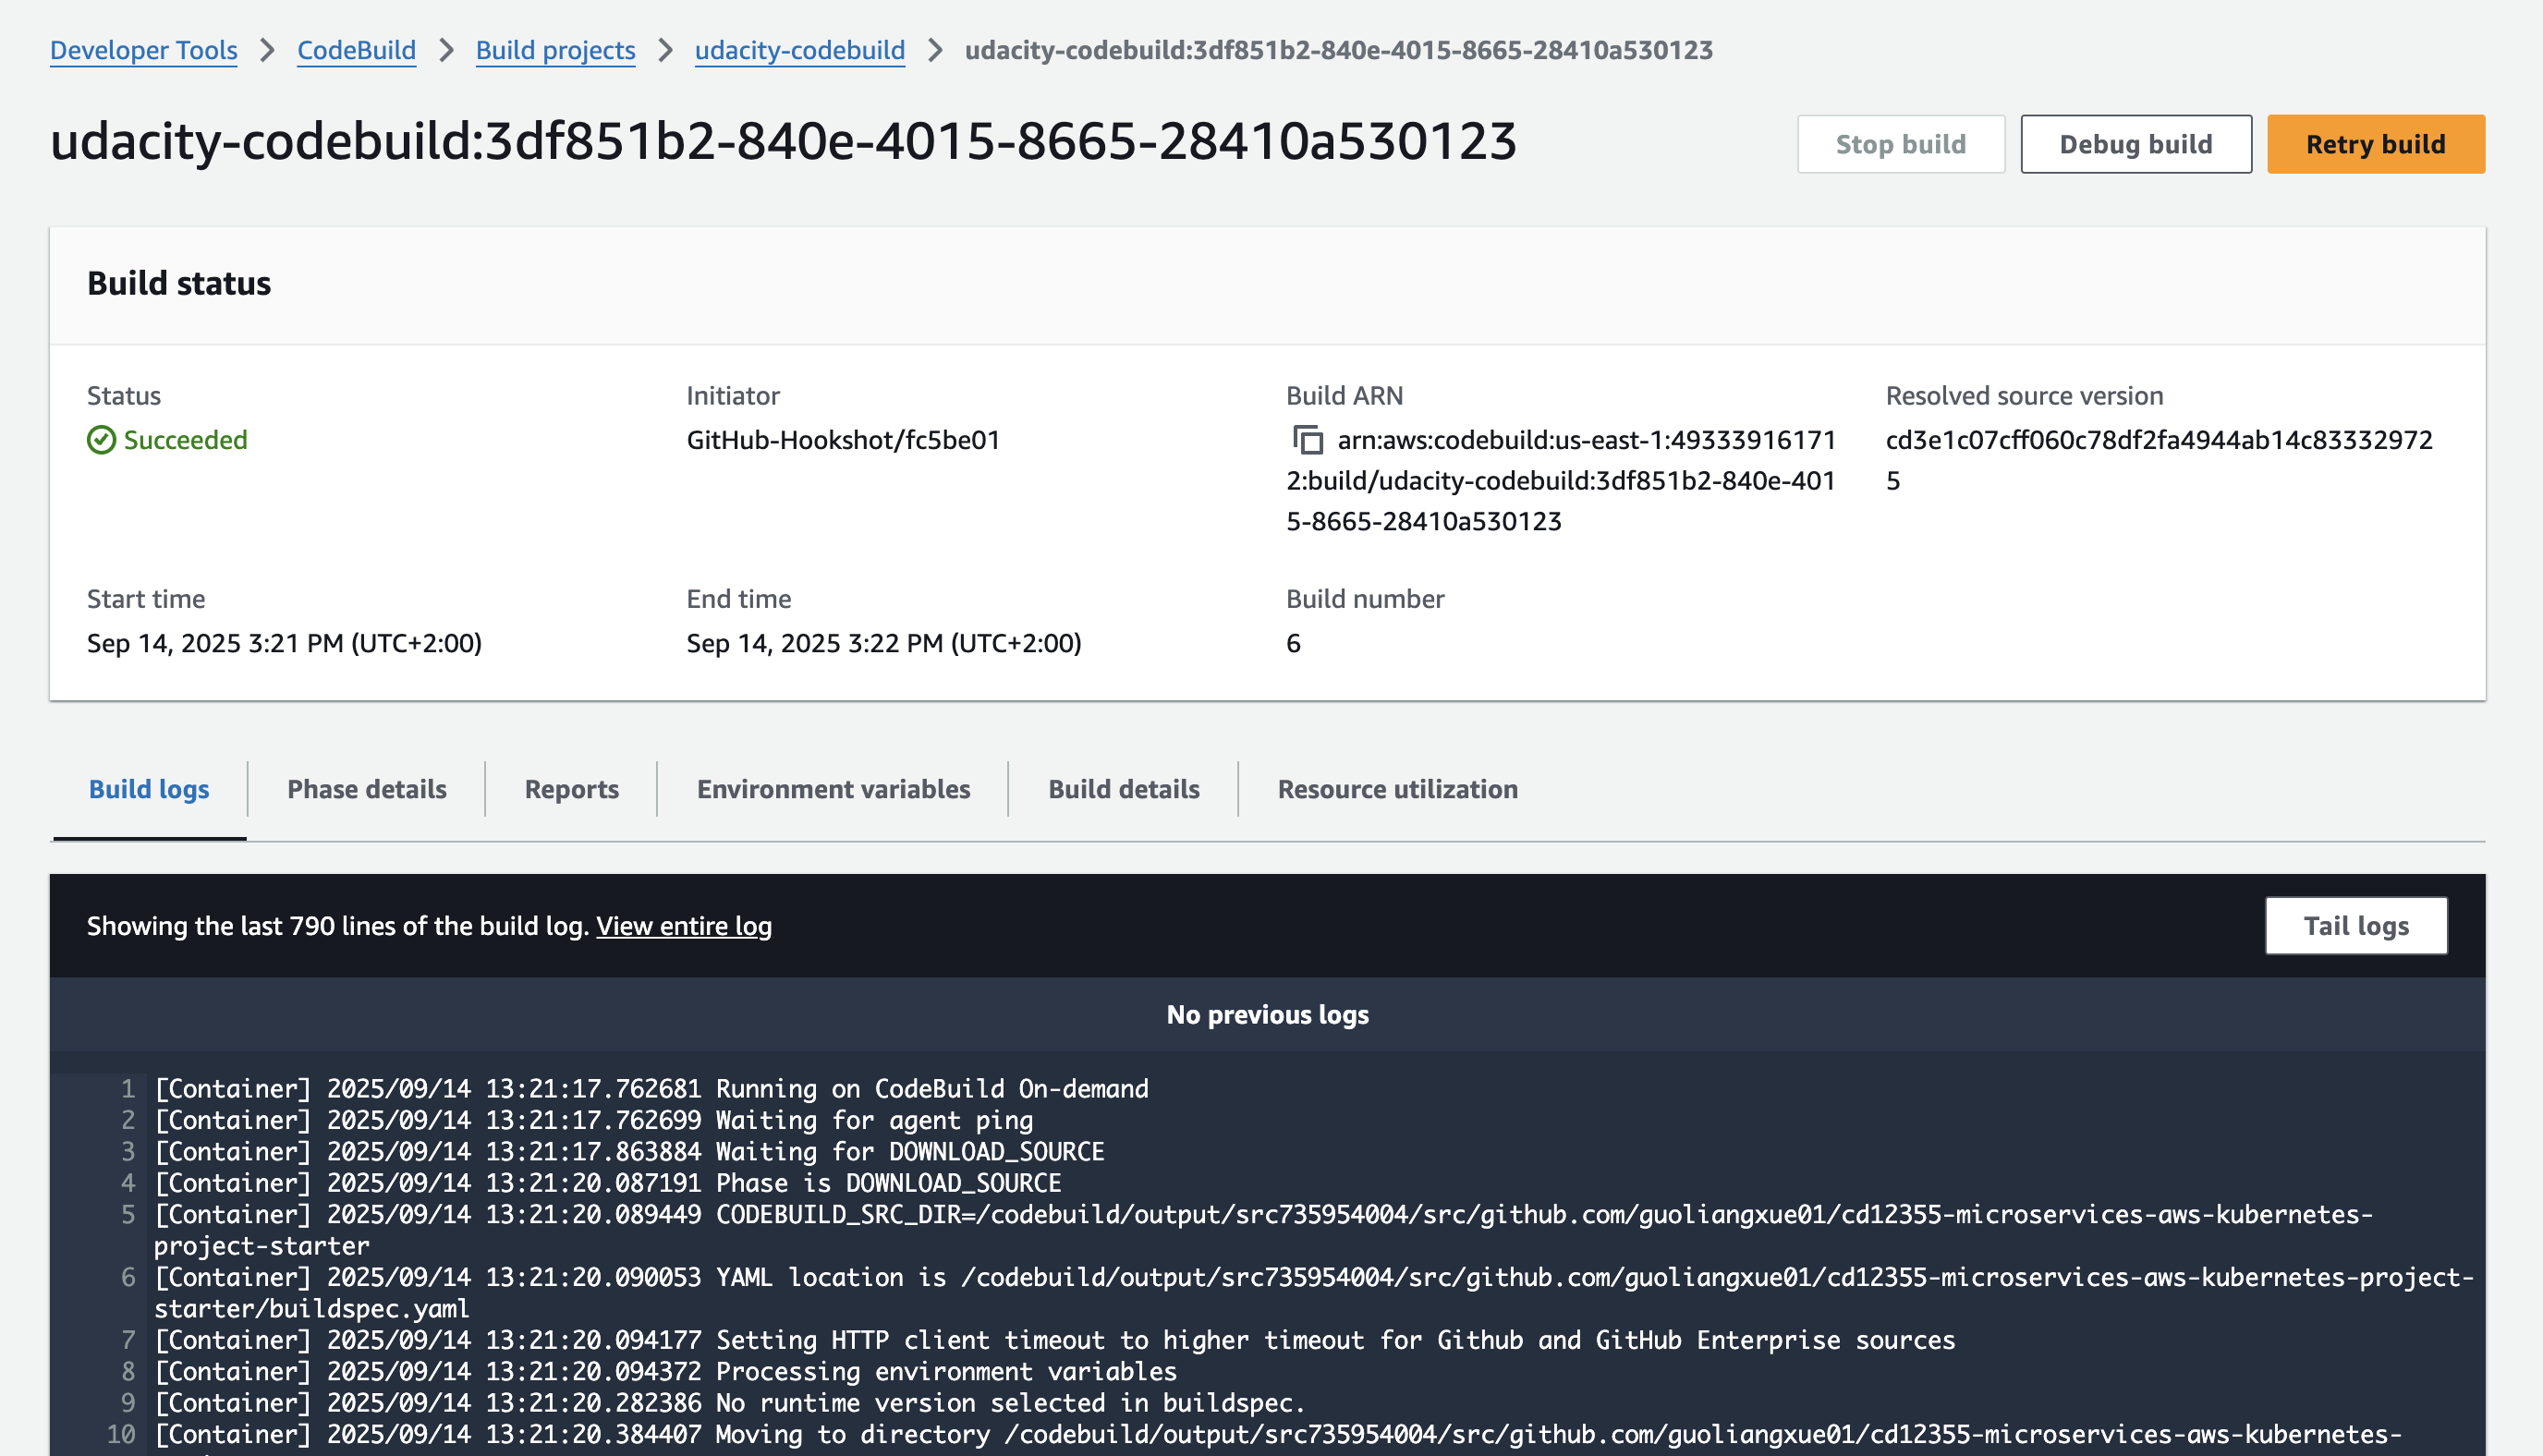 Developer Tools > CodeBuild > Build projects > udacity-codebuild > udacity-codebuild:3df851b2-840e-4015-8665-28410a530123
udacity-codebuild:3df851b2-840e-4015-8665-28410a530123
Stop build
Debug build
Retry build
Build status
Status
Succeeded
Initiator
GitHub-Hookshot/fc5be01
Build ARN
arn:aws:codebuild:us-east-1:49333916171
2:build/udacity-codebuild:3df851b2-840e-401
5-8665-28410a530123
Resolved source version
cd3e1c07cff060c78df2fa4944ab14c83332972
5
Start time
Sep 14, 2025 3:21 PM (UTC+2:00)
End time
Sep 14, 2025 3:22 PM (UTC+2:00)
Build number
6
Build logs
Phase details
Reports
Environment variables
Build details
Resource utilization
Showing the last 790 lines of the build log. View entire log
Tail logs
No previous logs
1 [Container] 2025/09/14 13:21:17.762681 Running on CodeBuild On-demand
2 [Container] 2025/09/14 13:21:17.762699 Waiting for agent ping
3 [Container] 2025/09/14 13:21:17.863884 Waiting for DOWNLOAD_SOURCE
4 [Container] 2025/09/14 13:21:20.087191 Phase is DOWNLOAD_SOURCE
5 [Container] 2025/09/14 13:21:20.089449 CODEBUILD_SRC_DIR=/codebuild/output/src735954004/src/github.com/guoliangxue01/cd12355-microservices-aws-kubernetes-
project-starter
6 [Container] 2025/09/14 13:21:20.090053 YAML location is /codebuild/output/src735954004/src/github.com/guoliangxue01/cd12355-microservices-aws-kubernetes-project-
starter/buildspec.yaml
7 [Container] 2025/09/14 13:21:20.094177 Setting HTTP client timeout to higher timeout for Github and GitHub Enterprise sources
8 [Container] 2025/09/14 13:21:20.094372 Processing environment variables
9 [Container] 2025/09/14 13:21:20.282386 No runtime version selected in buildspec.
10 [Container] 2025/09/14 13:21:20.384407 Moving to directory /codebuild/output/src735954004/src/github.com/guoliangxue01/cd12355-microservices-aws-kubernetes-